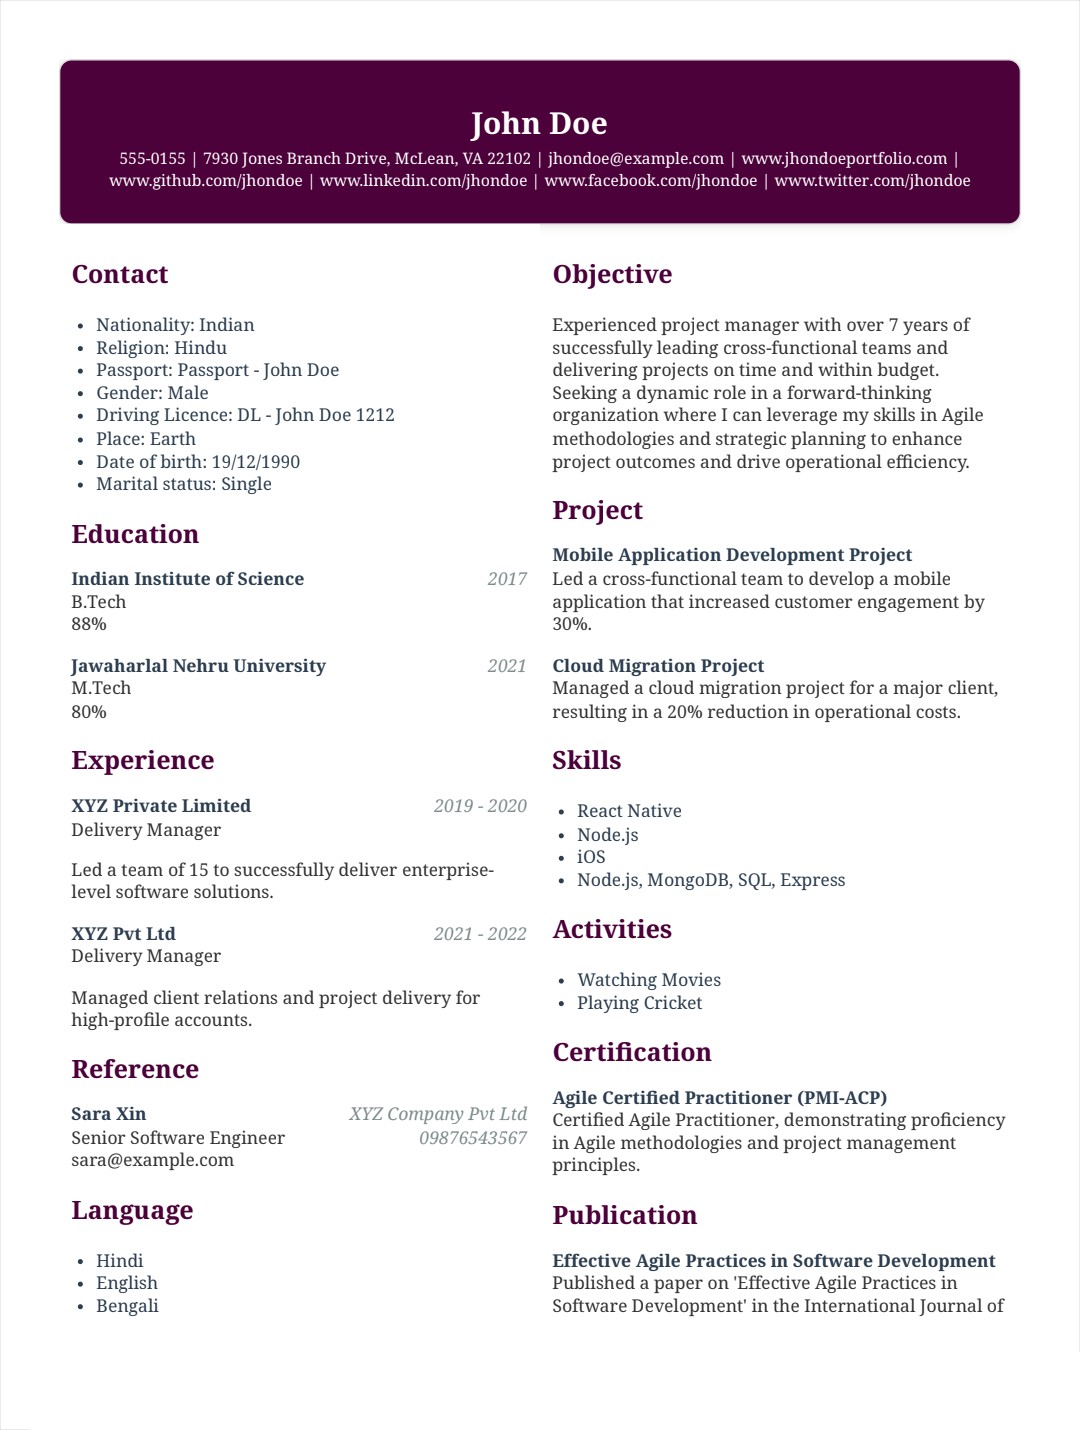 John Doe
555-0155 | 7930 Jones Branch Drive, McLean, VA 22102 | jhondoe@example.com | www.jhondoeportfolio.com |
www.github.com/jhondoe | www.linkedin.com/jhondoe | www.facebook.com/jhondoe | www.twitter.com/jhondoe
Contact
• Nationality: Indian
• Religion: Hindu
• Passport: Passport - John Doe
• Gender: Male
• Driving Licence: DL - John Doe 1212
• Place: Earth
• Date of birth: 19/12/1990
• Marital status: Single
Education
Indian Institute of Science 2017
B.Tech
88%
Jawaharlal Nehru University 2021
M.Tech
80%
Experience
XYZ Private Limited 2019 - 2020
Delivery Manager
Led a team of 15 to successfully deliver enterprise-
level software solutions.
XYZ Pvt Ltd 2021 - 2022
Delivery Manager
Managed client relations and project delivery for
high-profile accounts.
Reference
Sara Xin XYZ Company Pvt Ltd
Senior Software Engineer 09876543567
sara@example.com
Language
• Hindi
• English
• Bengali
Objective
Experienced project manager with over 7 years of
successfully leading cross-functional teams and
delivering projects on time and within budget.
Seeking a dynamic role in a forward-thinking
organization where I can leverage my skills in Agile
methodologies and strategic planning to enhance
project outcomes and drive operational efficiency.
Project
Mobile Application Development Project
Led a cross-functional team to develop a mobile
application that increased customer engagement by
30%.
Cloud Migration Project
Managed a cloud migration project for a major client,
resulting in a 20% reduction in operational costs.
Skills
• React Native
• Node.js
• iOS
• Node.js, MongoDB, SQL, Express
Activities
• Watching Movies
• Playing Cricket
Certification
Agile Certified Practitioner (PMI-ACP)
Certified Agile Practitioner, demonstrating proficiency
in Agile methodologies and project management
principles.
Publication
Effective Agile Practices in Software Development
Published a paper on 'Effective Agile Practices in
Software Development' in the International Journal of